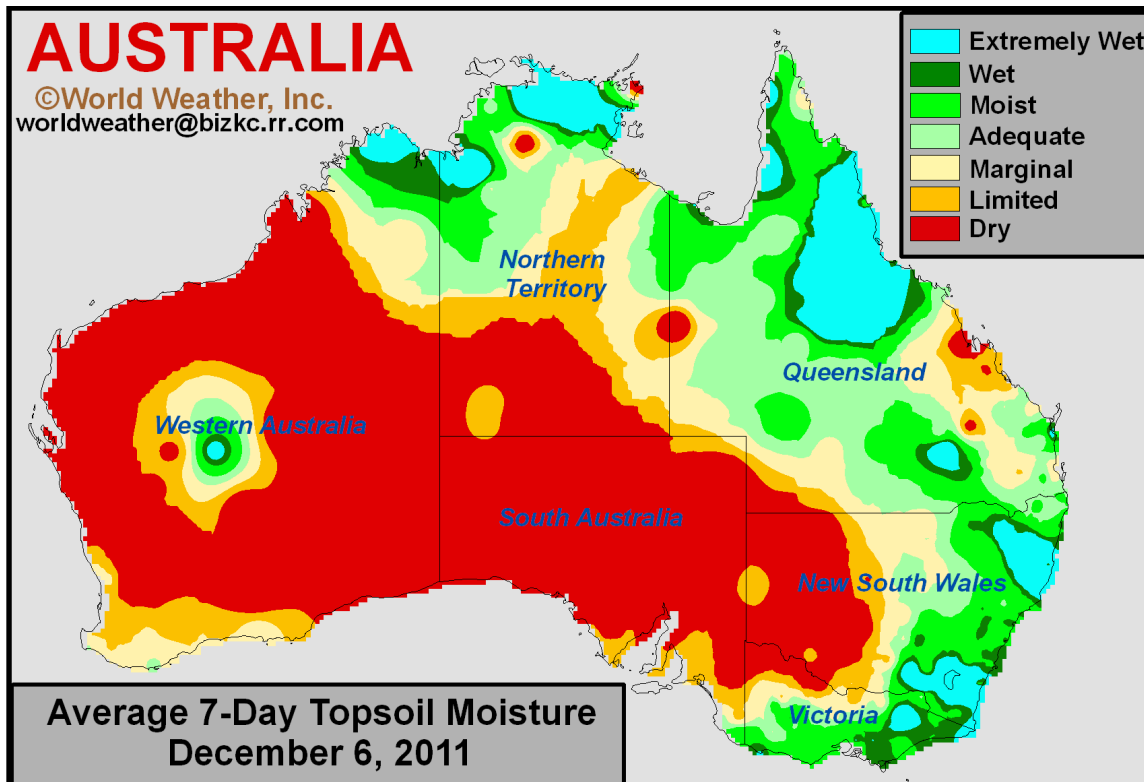 AUSTRALIA
©World Weather, Inc.
worldweather@bizkc.rr.com
Extremely Wet
Wet
Moist
Adequate
Marginal
Limited
Dry
Northern
Territory
Queensland
Western Australia
South Australia
New South Wales
Victoria
Average 7-Day Topsoil Moisture
December 6, 2011